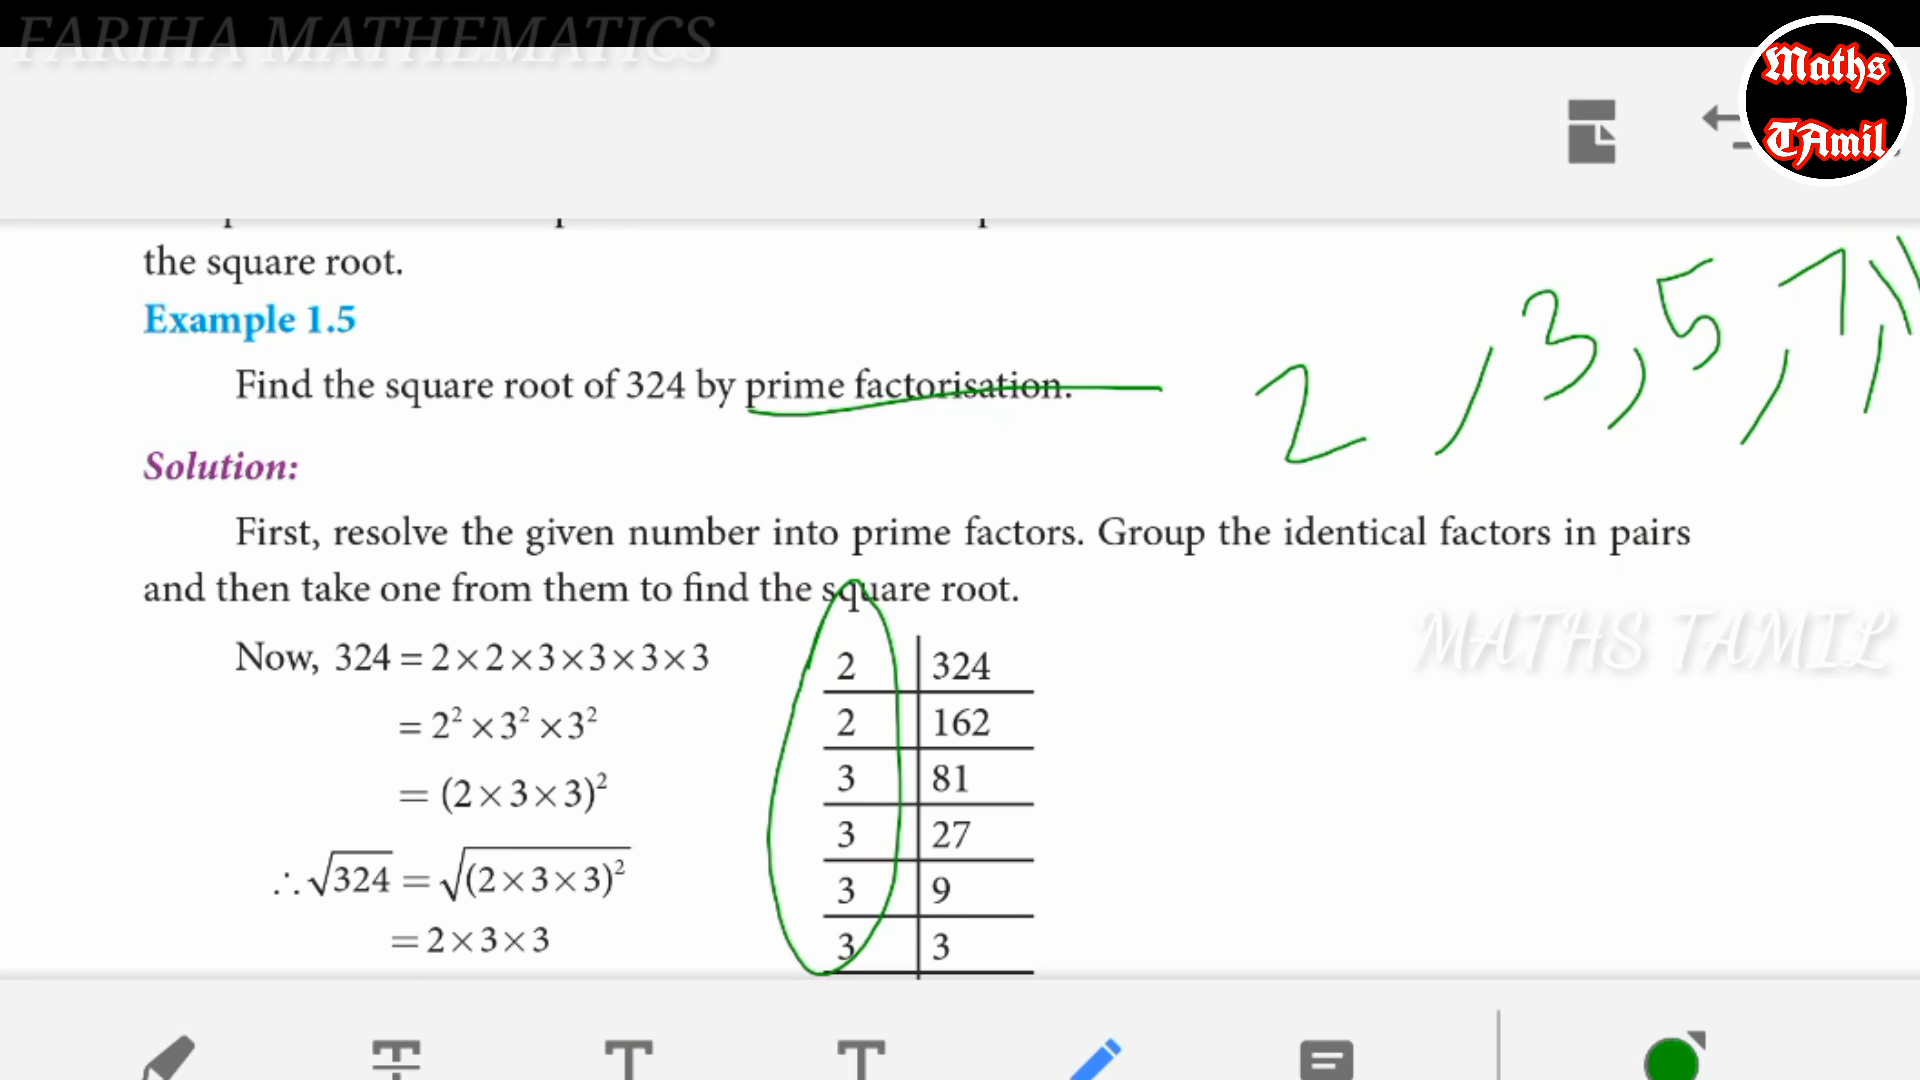 FARIHA MATHEMATICS
Maths
TAmil
the square root.
Example 1.5
Find the square root of 324 by prime factorisation.
2, 3, 5, 7, 11
Solution:
First, resolve the given number into prime factors. Group the identical factors in pairs
and then take one from them to find the square root.
MATHS TAMIL
Now, 324 = 2×2×3×3×3×3
= 2² ×3² ×3²
= (2×3×3)²
∴ √324 = √(2×3×3)²
= 2×3×3
2 | 324
2 | 162
3 | 81
3 | 27
3 | 9
3 | 3